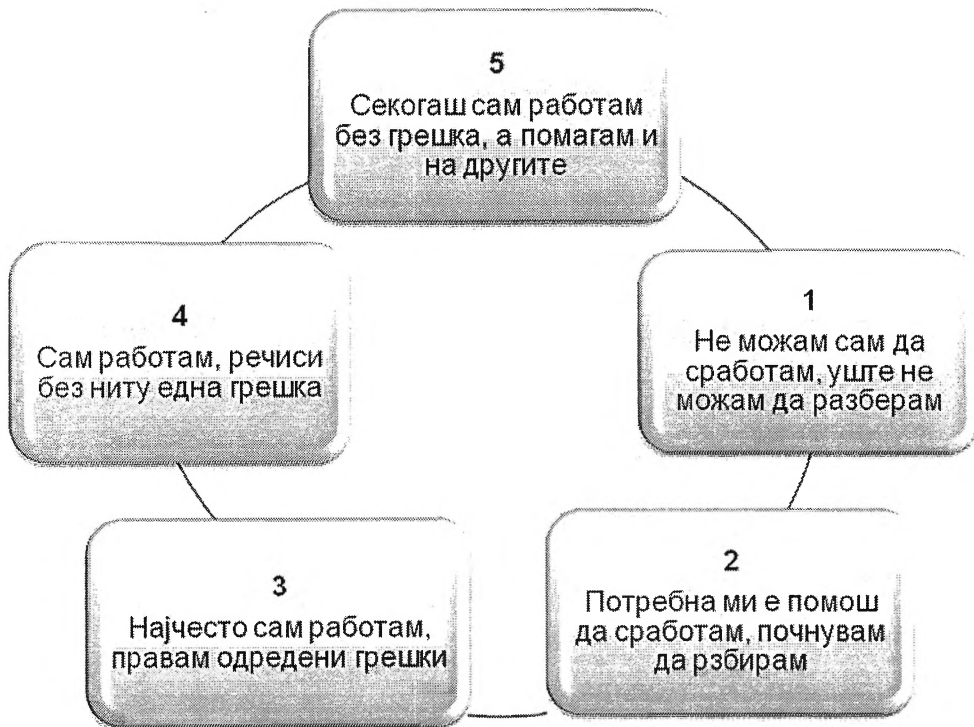 5
Секогаш сам работам
без грешка, а помагам и
на другите
4
Сам работам, речиси
без ниту една грешка
1
Не можам сам да
сработам, уште не
можам да разберам
3
Најчесто сам работам,
правам одредени грешки
2
Потребна ми е помош
да сработам, почнувам
да рзбирам